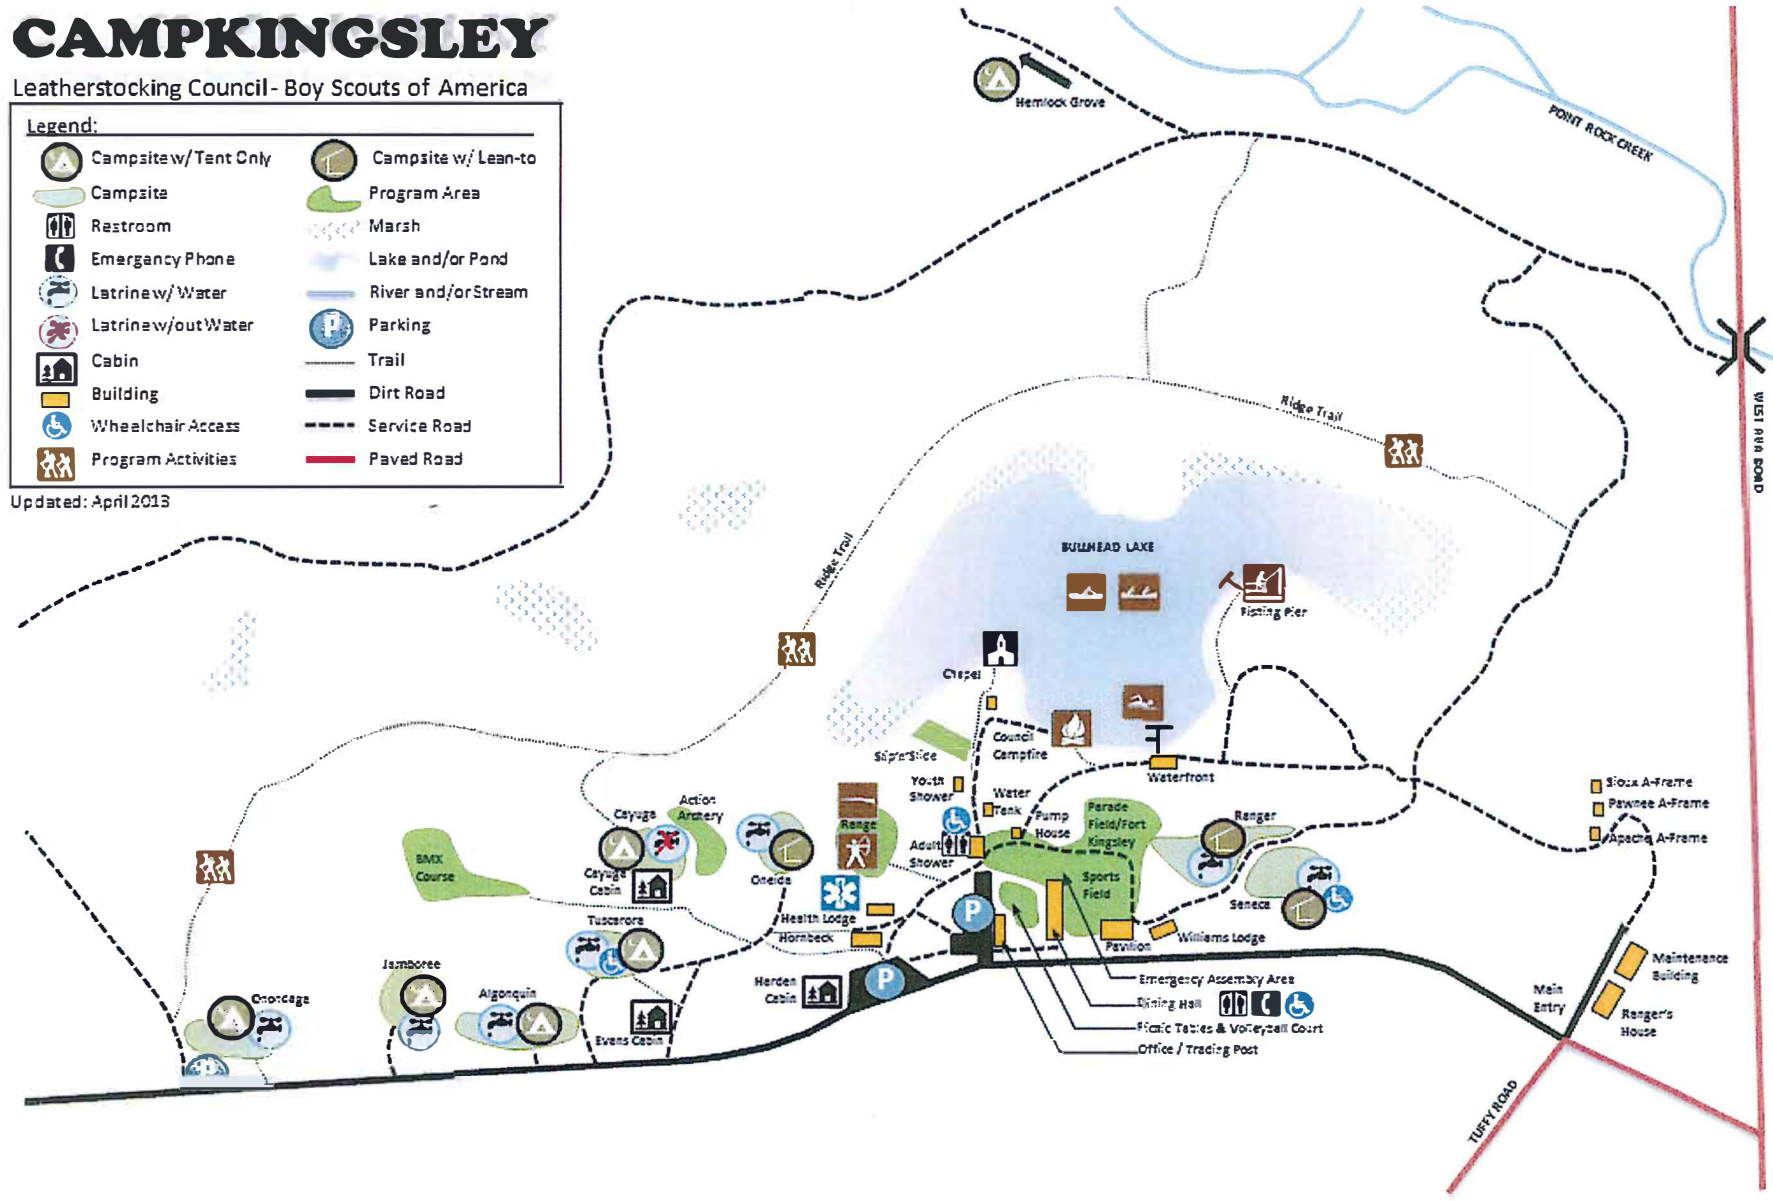 CAMPKINGSLEY
Leatherstocking Council - Boy Scouts of America
Legend:
Campsite w/ Tent Only
Campsite
Restroom
Emergency Phone
Latrine w/ Water
Latrine w/out Water
Cabin
Building
Wheelchair Access
Program Activities
Campsite w/ Lean-to
Program Area
Marsh
Lake and/or Pond
River and/or Stream
P
Parking
Trail
Dirt Road
Service Road
Paved Road
Updated: April 2013
Hemlock Grove
POINT ROCK CREEK
WEST AVA ROAD
Ridge Trail
Ridge Trail
BULLHEAD LAKE
Fishing Pier
Chapel
Council
Campfire
Slip n Slide
Waterfront
Youth
Shower
Water
Tank
Pump
House
Parade
Field/Fort
Kingsley
Ranger
Sioux A-Frame
Pawnee A-Frame
Apache A-Frame
Action
Archery
Cayuga
Range
Adult
Shower
BMX
Course
Cayuga
Cabin
Oneida
Sports
Field
Seneca
Health Lodge
Hornbeck
P
Tuscarora
Pavilion
Williams Lodge
Maintenance
Building
Jamboree
Algonquin
Onondaga
Harden
Cabin
P
Emergency Assembly Area
Dining Hall
Picnic Tables & Volleyball Court
Office / Trading Post
Main
Entry
Ranger's
House
Evans Cabin
P
TUFFY ROAD